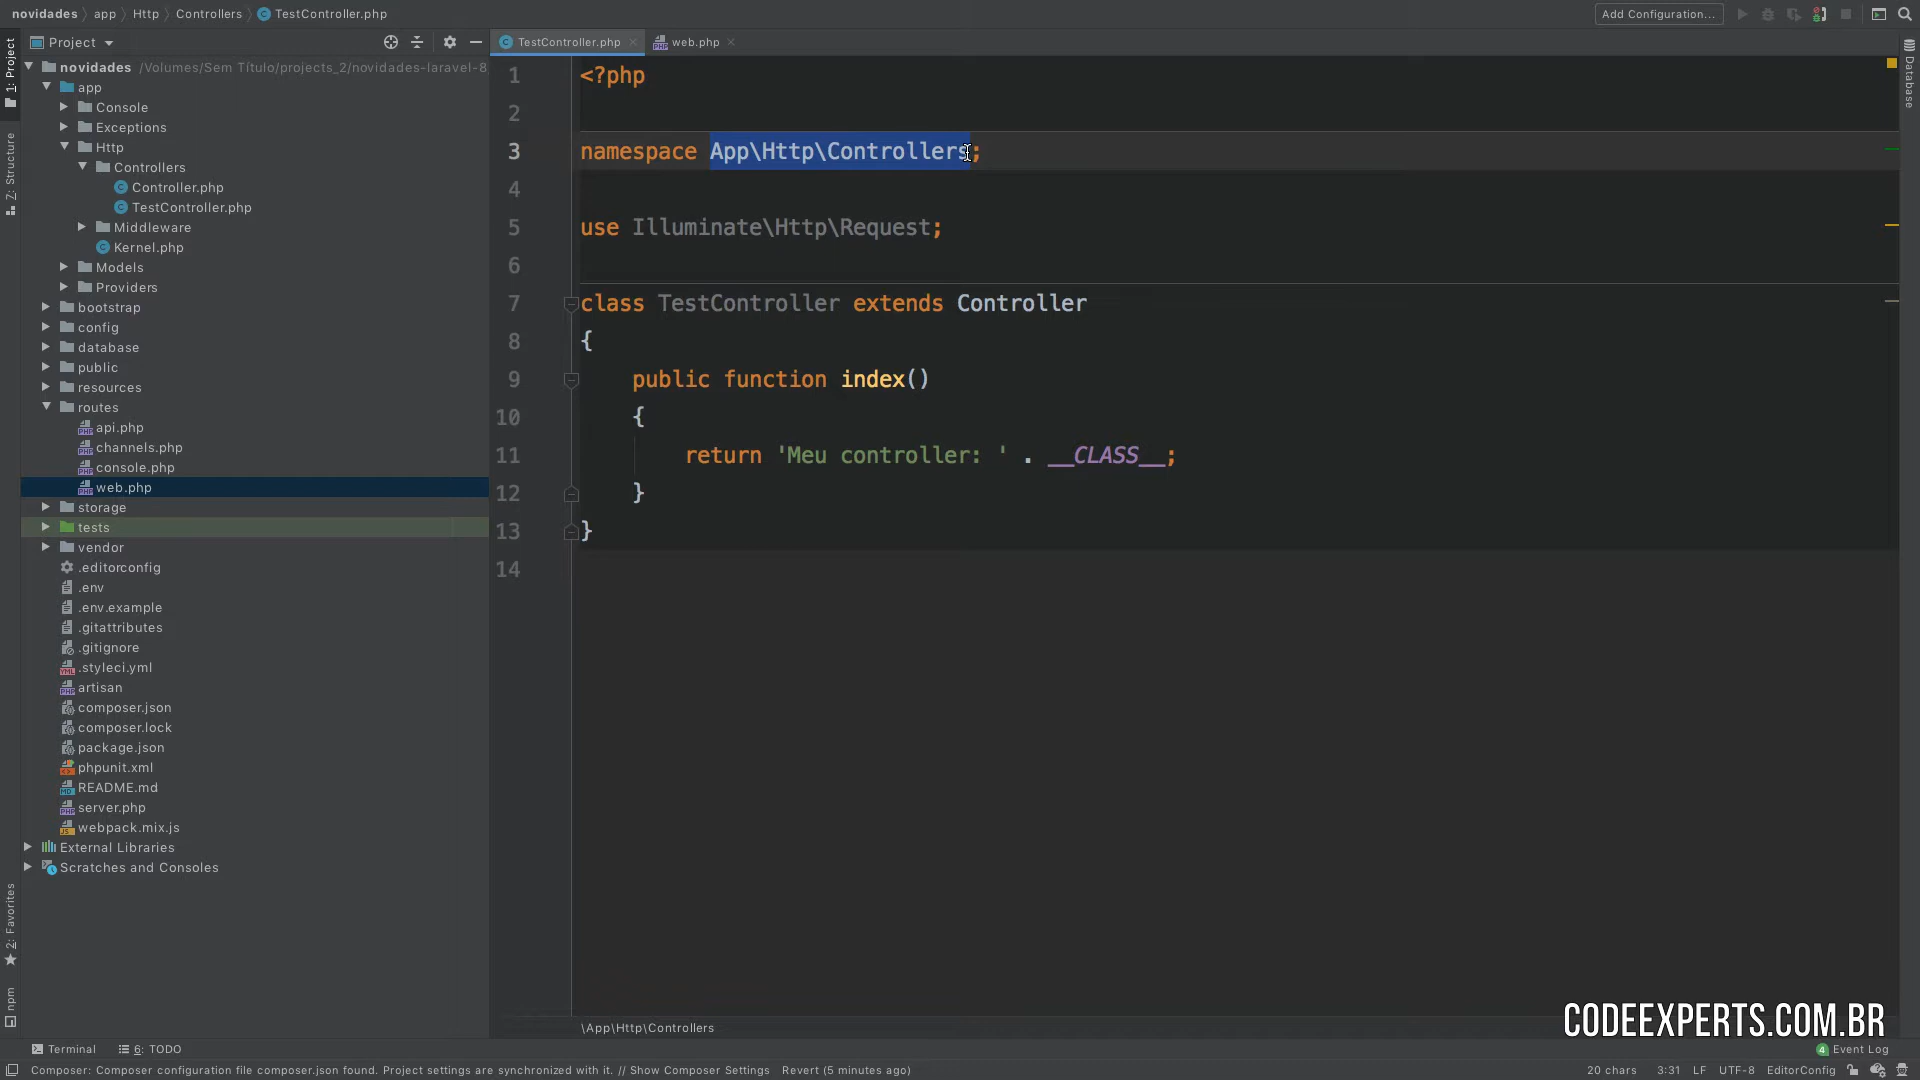 novidades app Http Controllers TestController.php
Add Configuration...
Project
TestController.php
web.php
1: Project
Z: Structure
2: Favorites
npm
Database
novidades /Volumes/Sem Título/projects_2/novidades-laravel-8
app
Console
Exceptions
Http
Controllers
Controller.php
TestController.php
Middleware
Kernel.php
Models
Providers
bootstrap
config
database
public
resources
routes
api.php
channels.php
console.php
web.php
storage
tests
vendor
.editorconfig
.env
.env.example
.gitattributes
.gitignore
.styleci.yml
artisan
composer.json
composer.lock
package.json
phpunit.xml
README.md
server.php
webpack.mix.js
External Libraries
Scratches and Consoles
1 <?php
2
3 namespace App\Http\Controllers;
4
5 use Illuminate\Http\Request;
6
7 class TestController extends Controller
8 {
9 public function index()
10 {
11 return 'Meu controller: ' . __CLASS__;
12 }
13 }
14
\App\Http\Controllers
CODEEXPERTS.COM.BR
Terminal 6: TODO 4 Event Log
Composer: Composer configuration file composer.json found. Project settings are synchronized with it. // Show Composer Settings Revert (5 minutes ago) 20 chars 3:31 LF UTF-8 EditorConfig